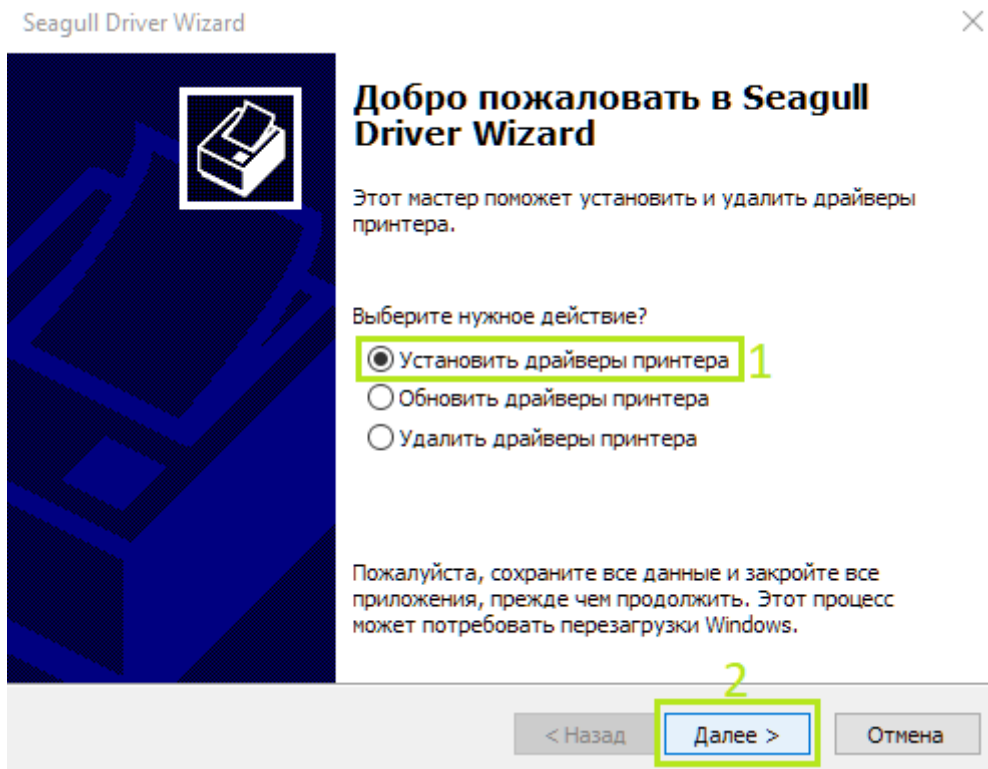 Seagull Driver Wizard
Добро пожаловать в Seagull
Driver Wizard
Этот мастер поможет установить и удалить драйверы
принтера.
Выберите нужное действие?
Установить драйверы принтера 1
Обновить драйверы принтера
Удалить драйверы принтера
Пожалуйста, сохраните все данные и закройте все
приложения, прежде чем продолжить. Этот процесс
может потребовать перезагрузки Windows.
2
< Назад Далее > Отмена